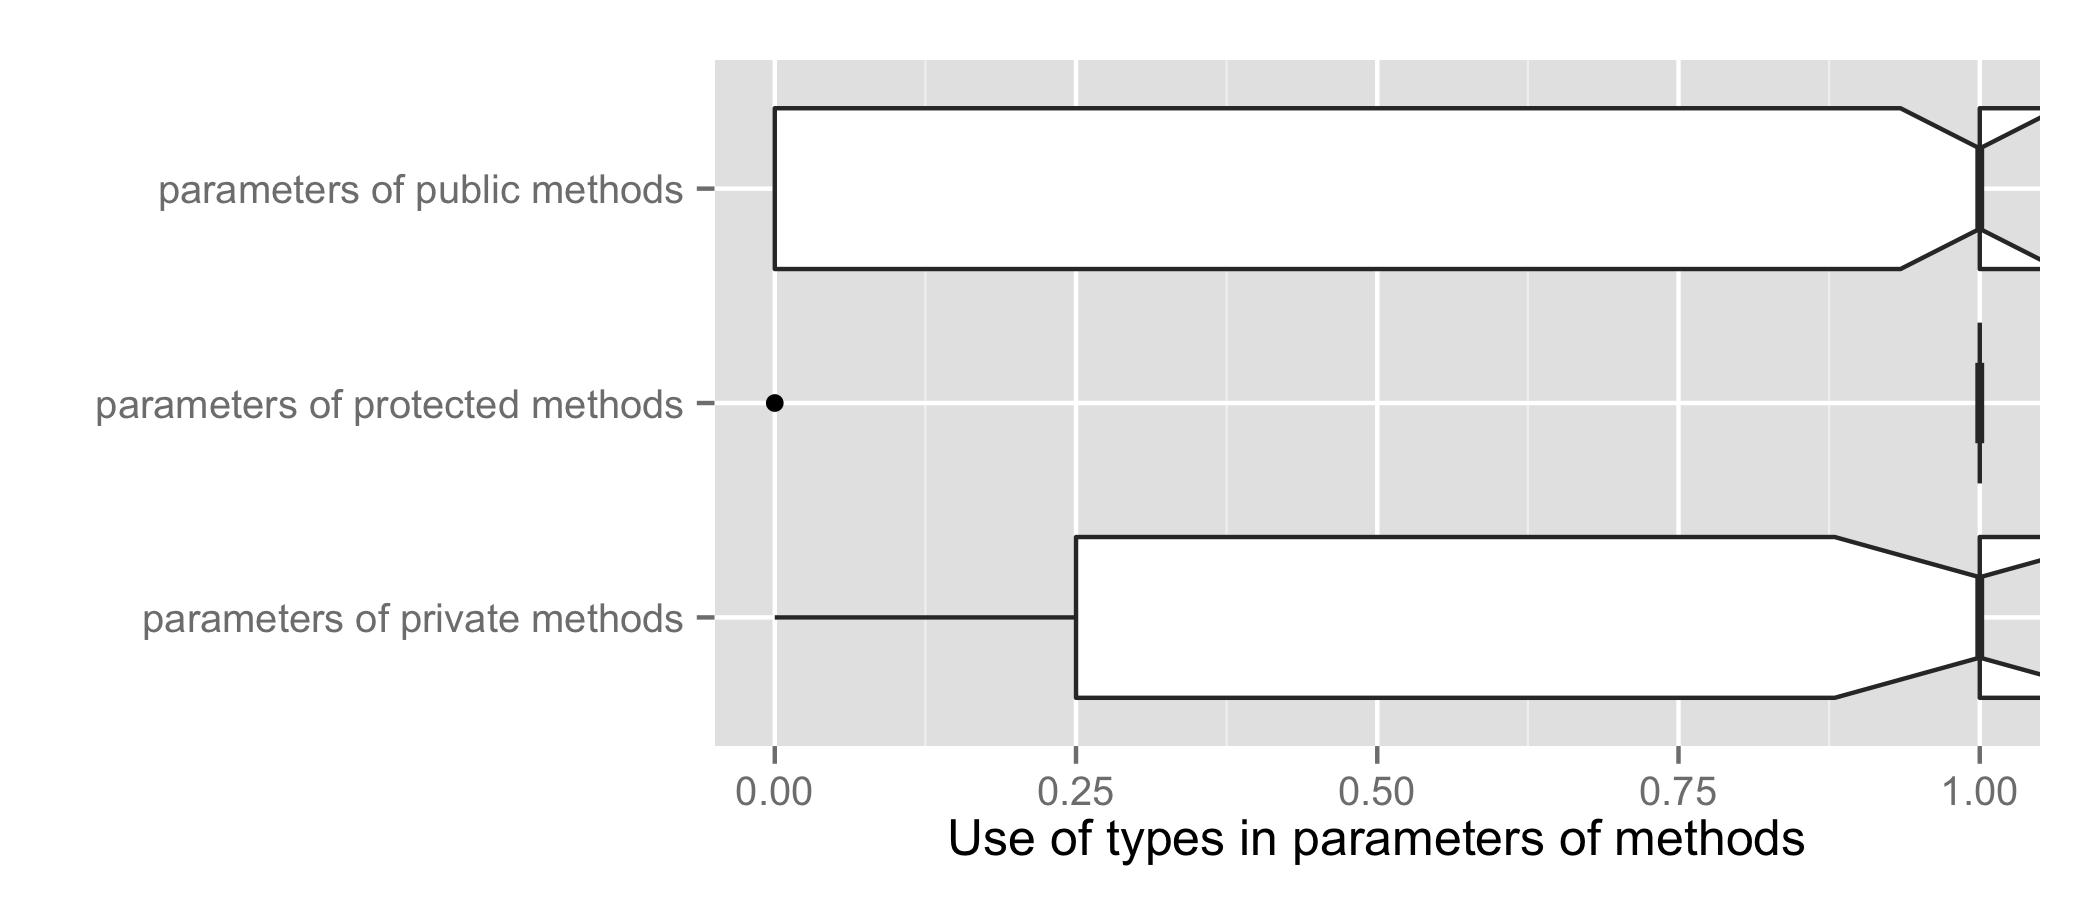 parameters of public methods
parameters of protected methods
parameters of private methods
0.00 0.25 0.50 0.75 1.00
Use of types in parameters of methods